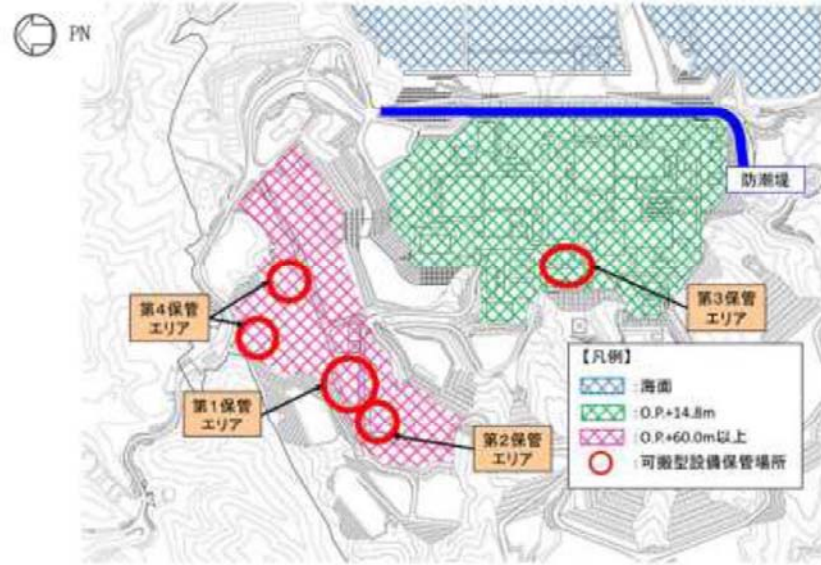 PN
防潮堤
第4保管
エリア
第3保管
エリア
第1保管
エリア
第2保管
エリア
【凡例】
:海面
:O.P.+14.8m
:O.P.+60.0m以上
:可搬型設備保管場所